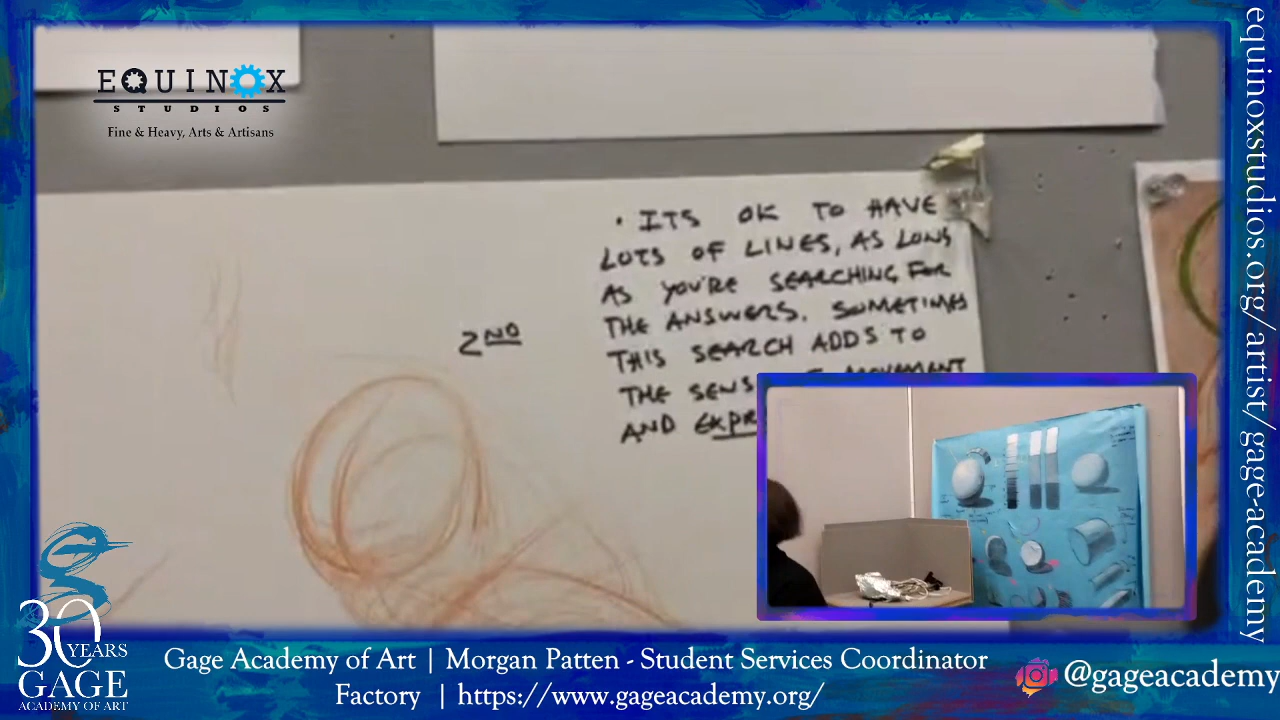 EQUINOX
STUDIOS
Fine & Heavy, Arts & Artisans
• ITS OK TO HAVE
LOTS OF LINES, AS LONG
AS YOU'RE SEARCHING FOR
THE ANSWERS. SOMETIMES
THIS SEARCH ADDS TO
THE SENS MOVEMENT
AND EXPR
2ND
30 YEARS
GAGE
ACADEMY OF ART
Gage Academy of Art | Morgan Patten - Student Services Coordinator
Factory | https://www.gageacademy.org/
@gageacademy
equinoxstudios.org/artist/gage-academy